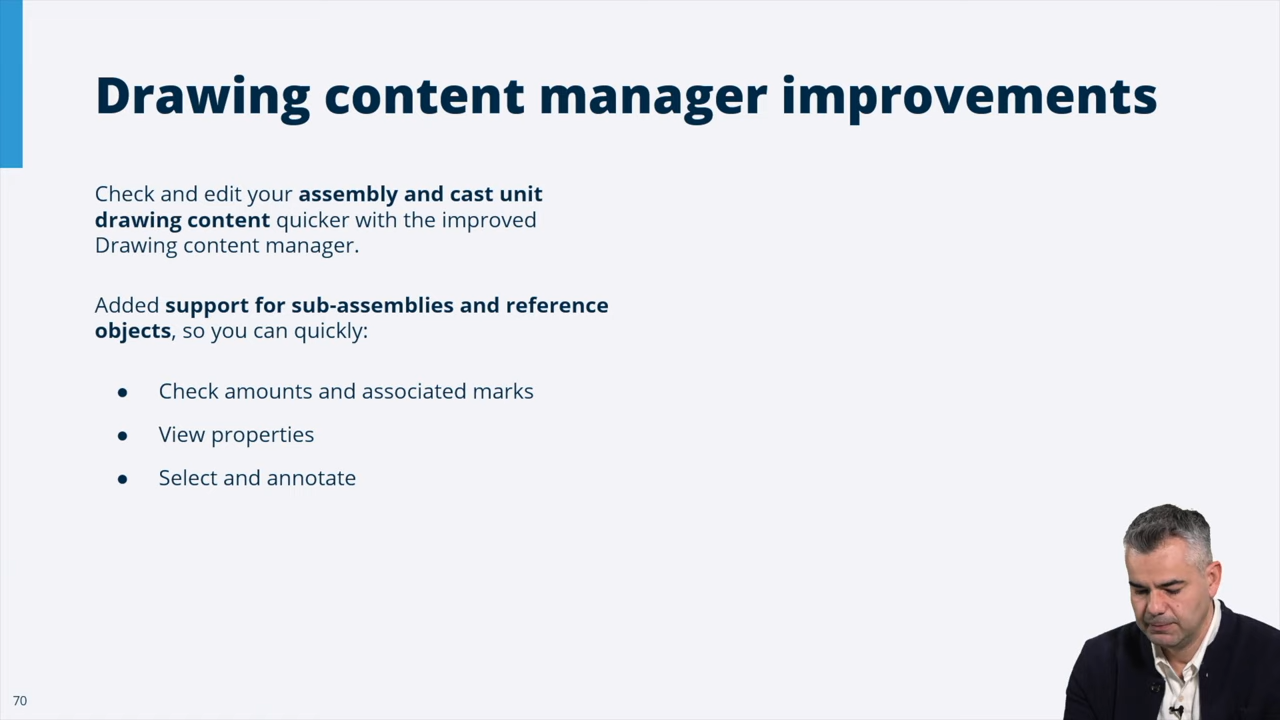 Drawing content manager improvements
Check and edit your assembly and cast unit
drawing content quicker with the improved
Drawing content manager.
Added support for sub-assemblies and reference
objects, so you can quickly:
● Check amounts and associated marks
● View properties
● Select and annotate
70